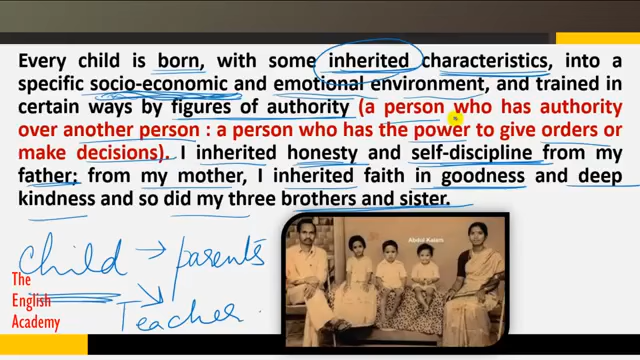 Every child is born, with some inherited characteristics, into a
specific socio-economic and emotional environment, and trained in
certain ways by figures of authority (a person who has authority
over another person : a person who has the power to give orders or
make decisions). I inherited honesty and self-discipline from my
father; from my mother, I inherited faith in goodness and deep
kindness and so did my three brothers and sister.
Abdul Kalam
child → parents
Teacher.
The
English
Academy